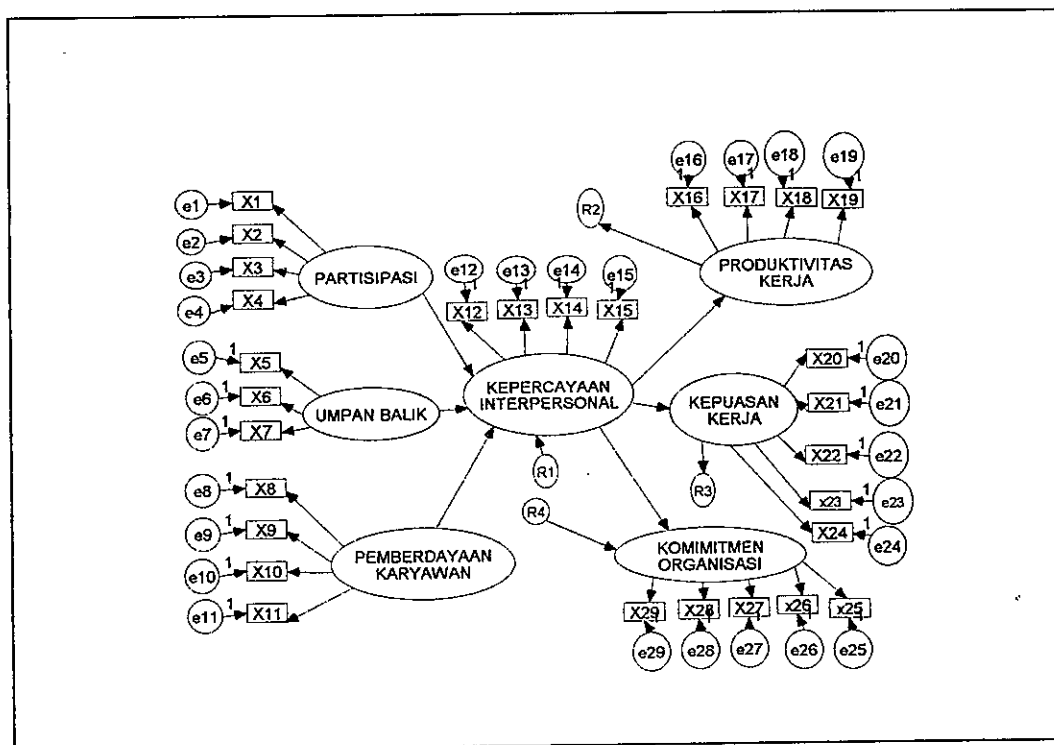 e1 X1
e2 X2
e3 X3
e4 X4
PARTISIPASI
e5 1 X5
e6 1 X6
e7 1 X7
UMPAN BALIK
e8 1 X8
e9 1 X9
e10 1 X10
e11 1 X11
PEMBERDAYAAN
KARYAWAN
e12 e13 e14 e15
1 1 1 1
X12 X13 X14 X15
KEPERCAYAAN
INTERPERSONAL
R1
R2
e16 e17 e18 e19
1 1 1 1
X16 X17 X18 X19
PRODUKTIVITAS
KERJA
KEPUASAN
KERJA
R3
X20 1 e20
X21 1 e21
X22 1 e22
x23 1 e23
X24 1 e24
R4
KOMIMITMEN
ORGANISASI
X29 X28 X27 x26 x25
1 1 1 1 1
e29 e28 e27 e26 e25